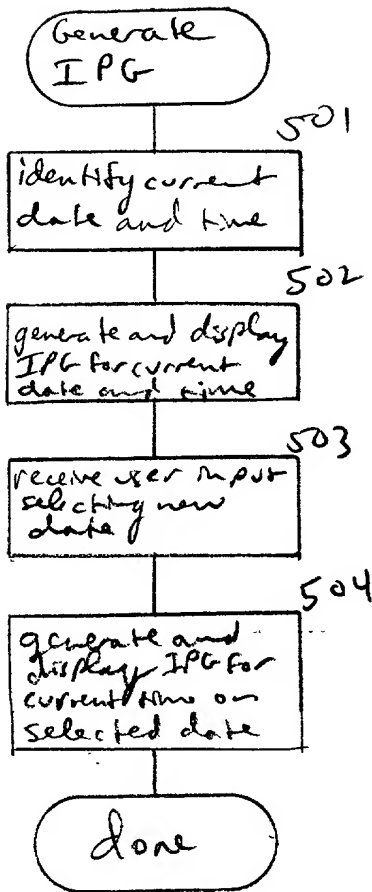 Generate
IPG
501
identify current
date and time
502
generate and display
IPG for current
date and time
503
receive user input
selecting new
date
504
generate and
display IPG for
current time on
selected date
done